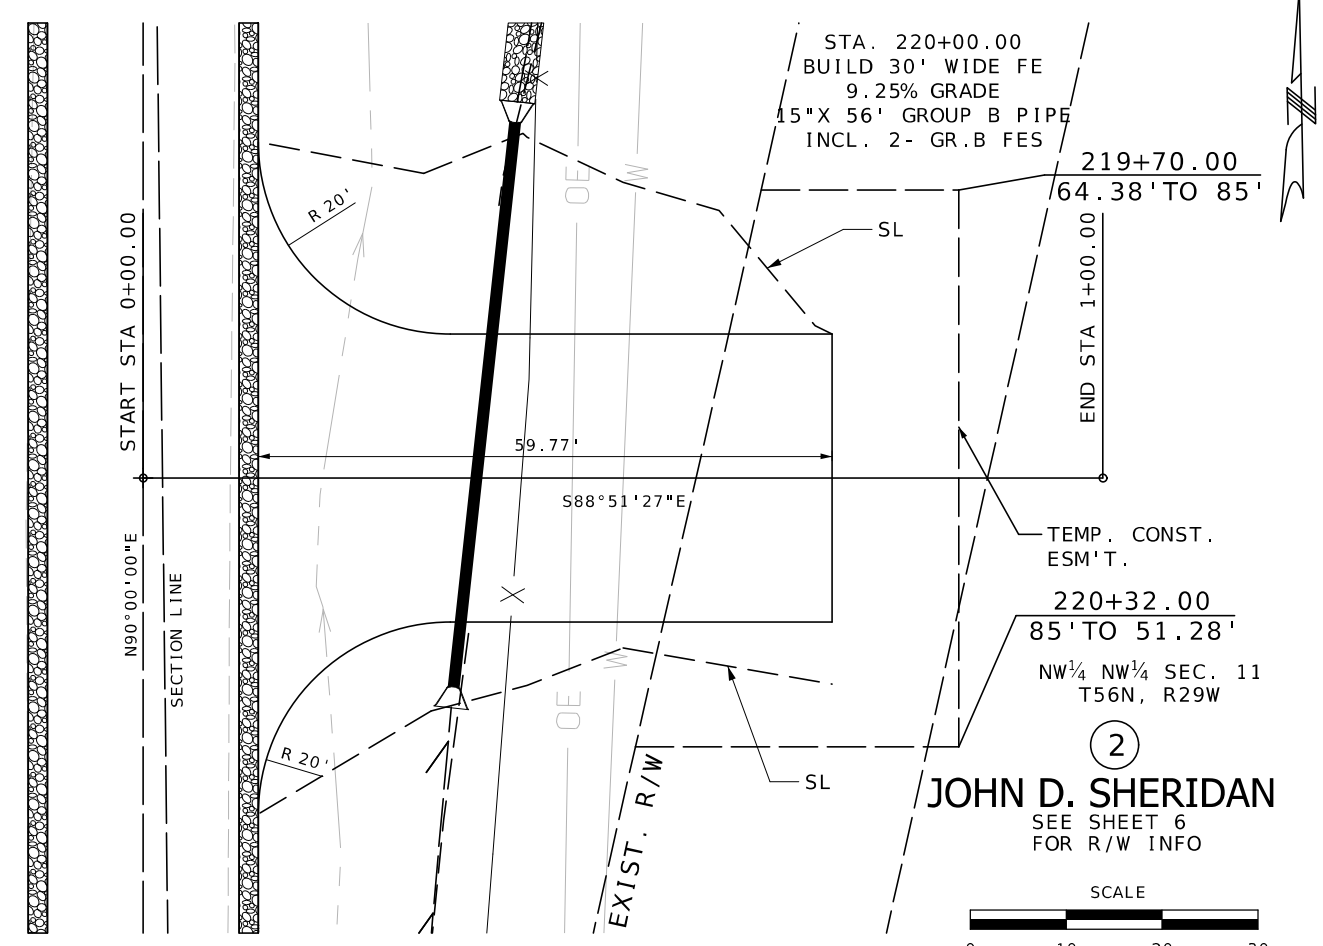 STA. 220+00.00
BUILD 30' WIDE FE
9.25% GRADE
15"X 56' GROUP B PIPE
INCL. 2- GR.B FES
219+70.00
64.38'TO 85'
R 20'
OE
W
SL
START STA 0+00.00
END STA 1+00.00
X
59.77'
S88°51'27"E
N90°00'00"E
SECTION LINE
X
TEMP. CONST.
ESM'T.
220+32.00
85'TO 51.28'
NW¼ NW¼ SEC. 11
T56N, R29W
W
OE
2
R 20'
SL
EXIST. R/W
JOHN D. SHERIDAN
SEE SHEET 6
FOR R/W INFO
SCALE
0 10 20 30